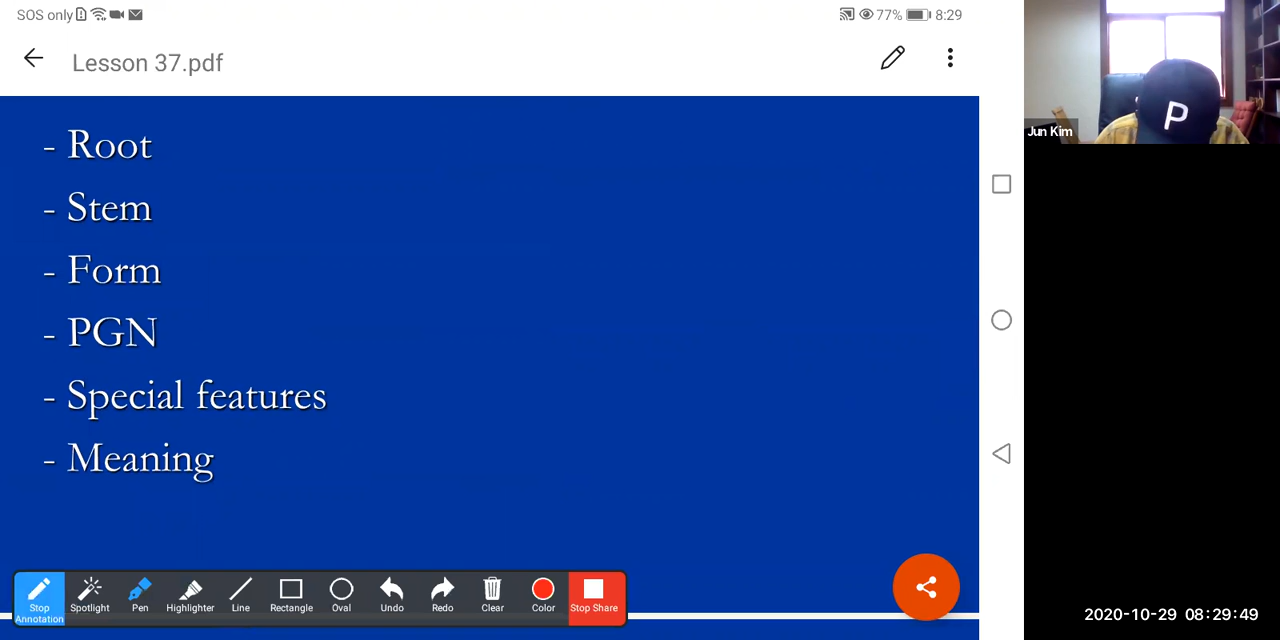 SOS only 77% 8:29
Lesson 37.pdf
- Root
- Stem
- Form
- PGN
- Special features
- Meaning
Stop Annotation
Spotlight
Pen
Highlighter
Line
Rectangle
Oval
Undo
Redo
Clear
Color
Stop Share
P
Jun Kim
2020-10-29 08:29:49